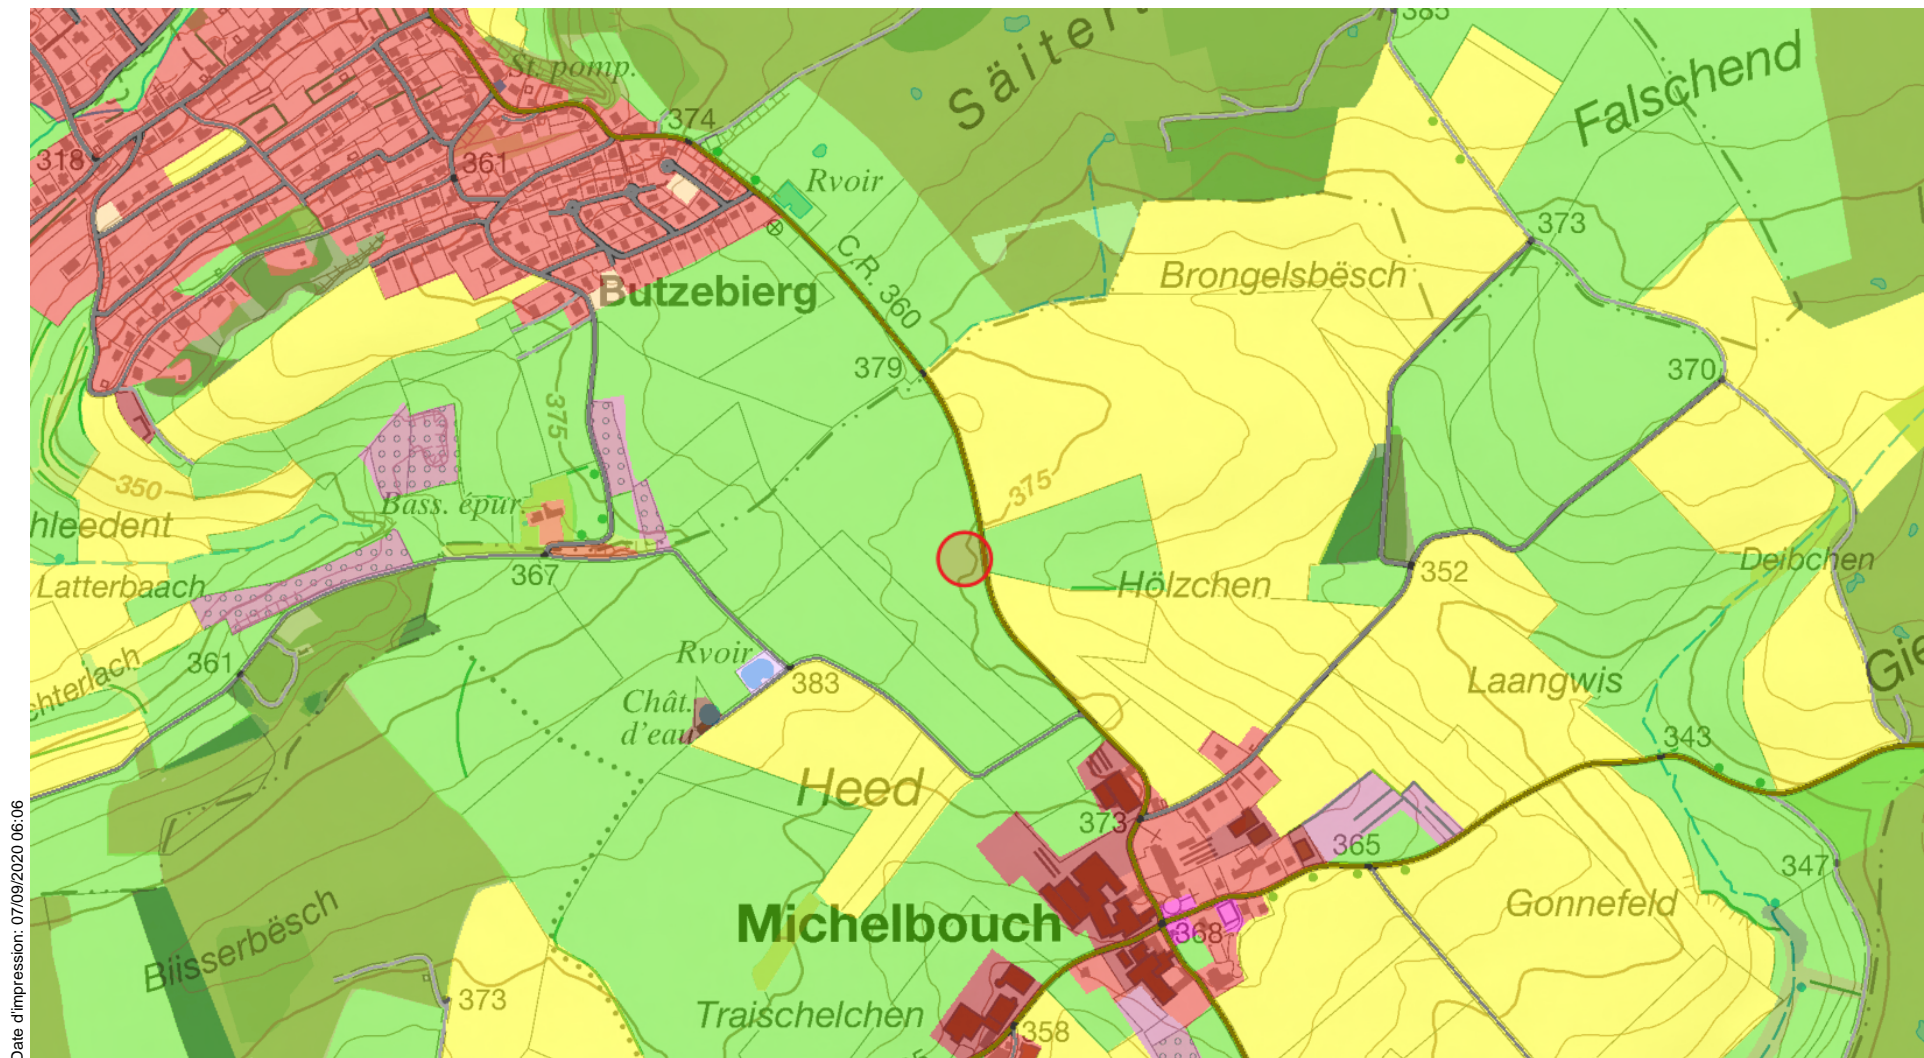 385
Säitert
Falschend
St. pomp.
374
318
361
Rvoir
373
C.R. 360
Brongelsbësch
Butzebierg
379
370
375
350
375
Bass. épur.
hleedent
Deibchen
367
352
Latterbaach
Hölzchen
Rvoir
361
383
chterlach
Laangwis
Gie
Chât.
d'eau
343
Heed
373
365
347
Michelbouch
368
Gonnefeld
Biisserbësch
373
Traischelchen
358
Date d'impression: 07/09/2020 06:06